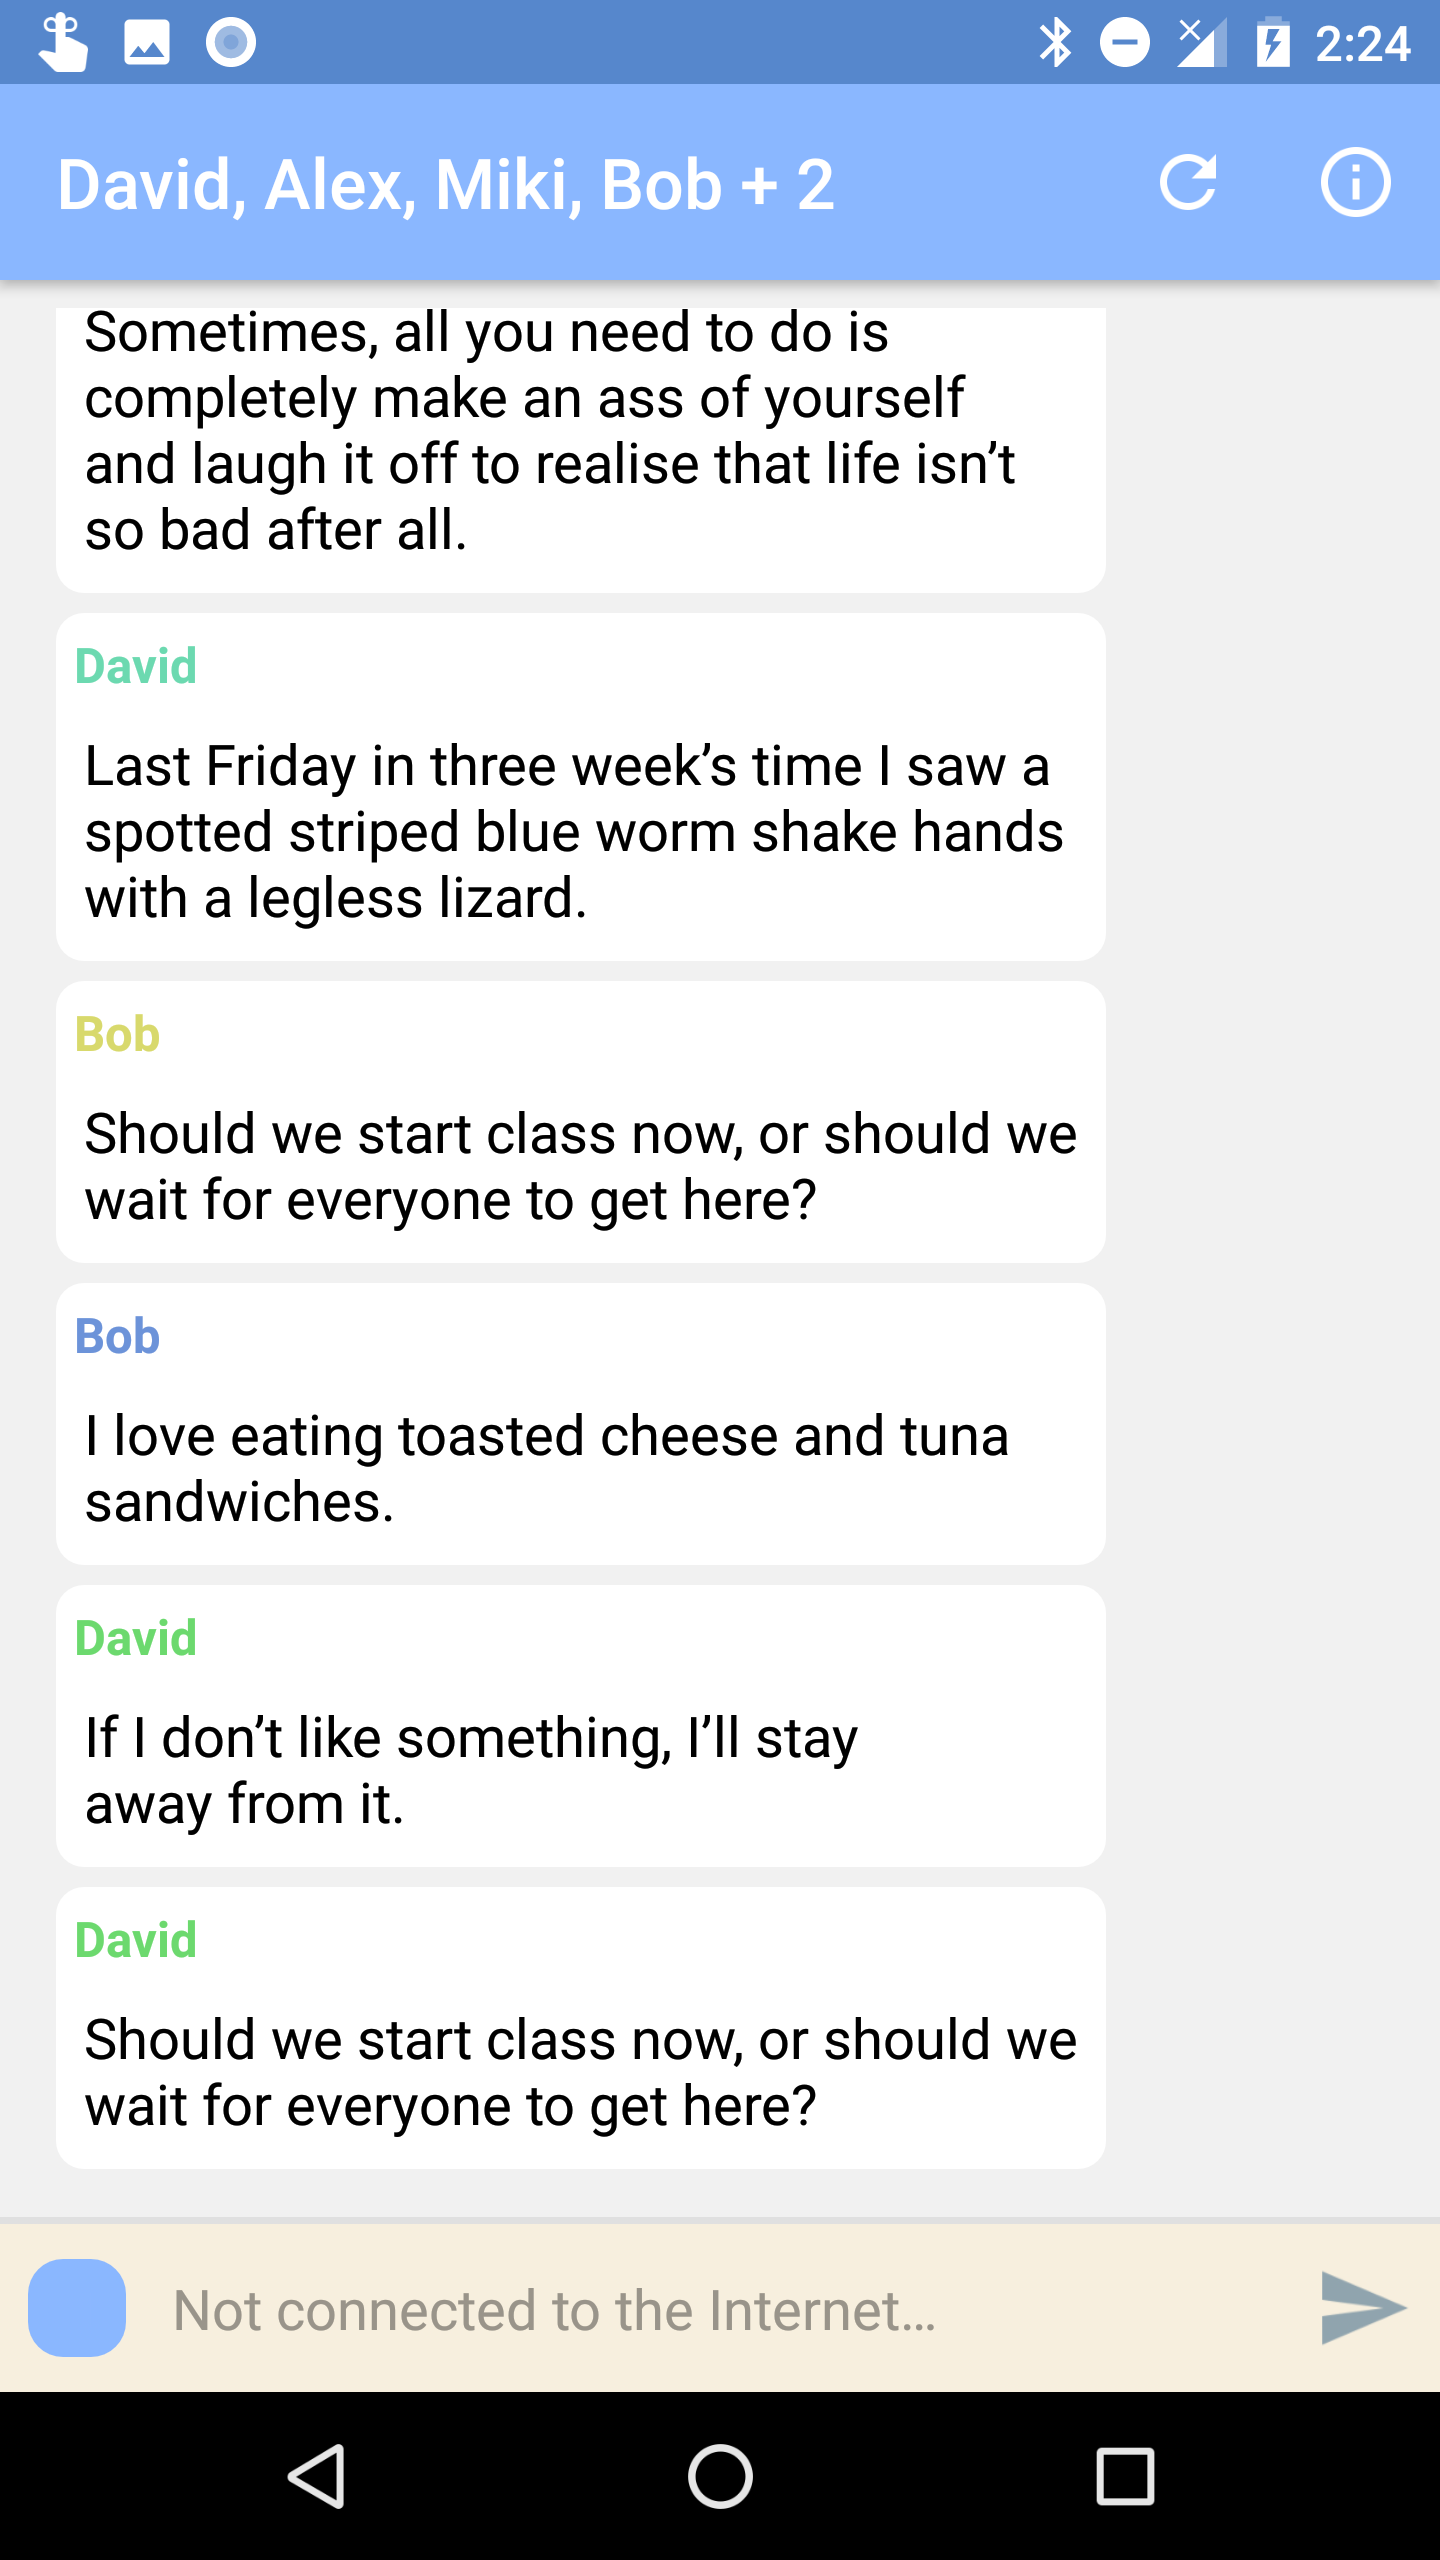 2:24
David, Alex, Miki, Bob + 2
Sometimes, all you need to do is
completely make an ass of yourself
and laugh it off to realise that life isn’t
so bad after all.
David
Last Friday in three week’s time I saw a
spotted striped blue worm shake hands
with a legless lizard.
Bob
Should we start class now, or should we
wait for everyone to get here?
Bob
I love eating toasted cheese and tuna
sandwiches.
David
If I don’t like something, I’ll stay
away from it.
David
Should we start class now, or should we
wait for everyone to get here?
Not connected to the Internet…